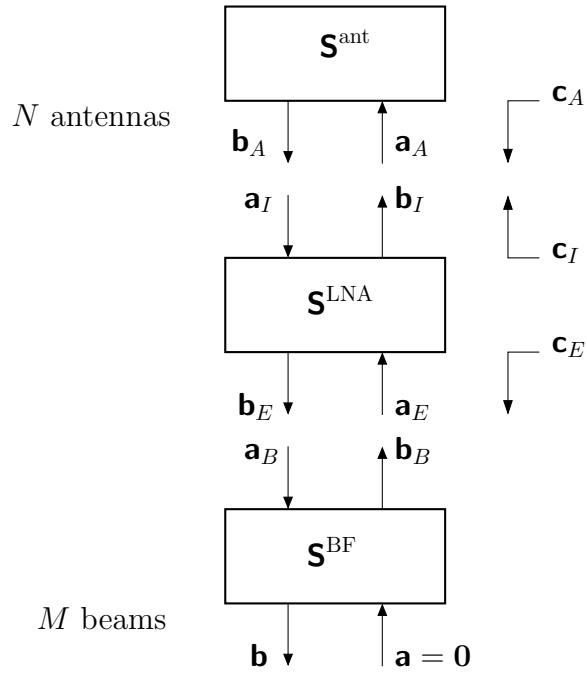 S^ant
c_A
N antennas
b_A a_A
a_I b_I
c_I
S^LNA
c_E
b_E a_E
a_B b_B
S^BF
M beams
b a = 0